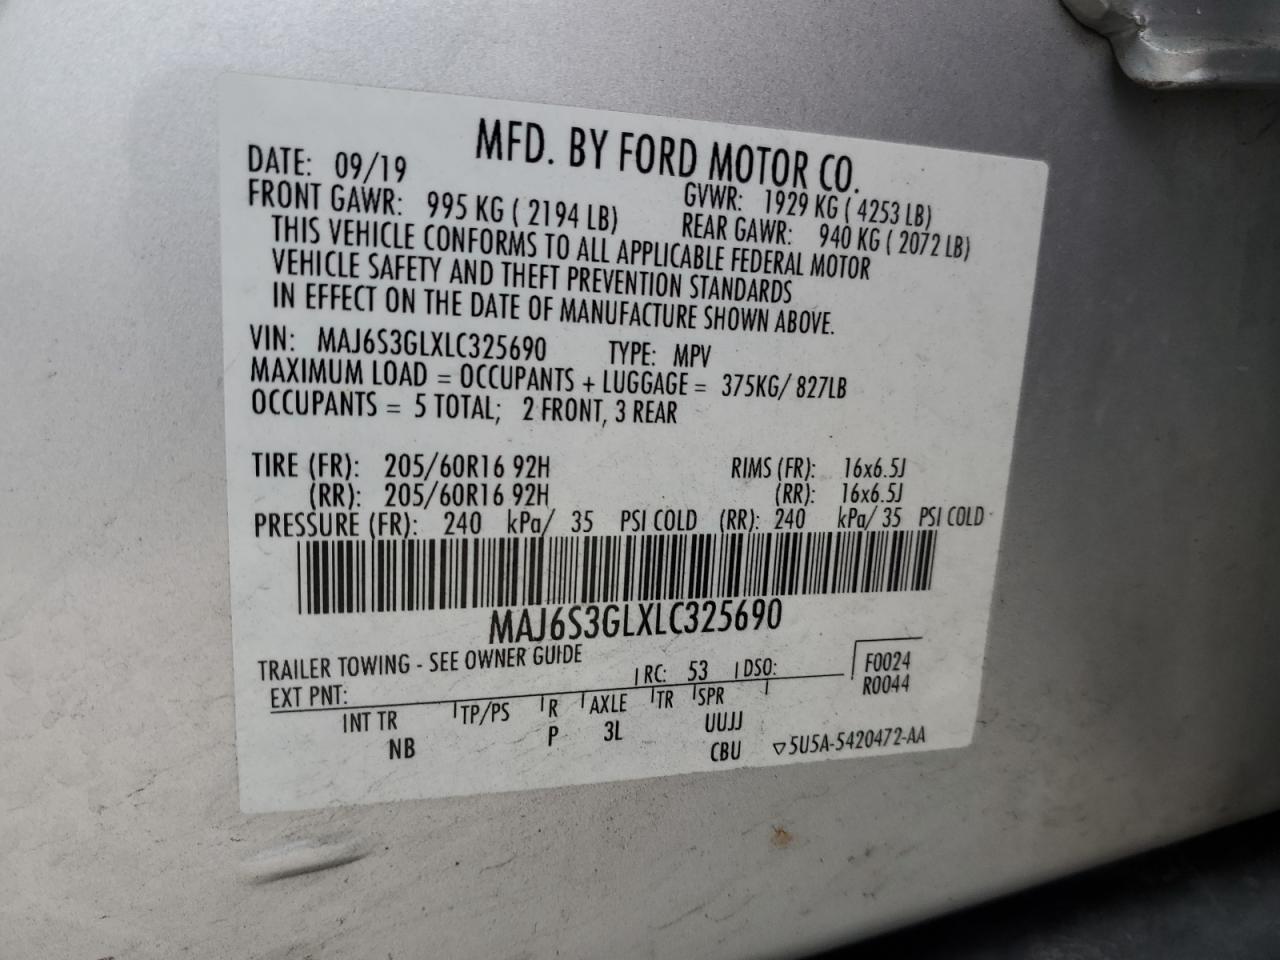 MFD. BY FORD MOTOR CO.
DATE: 09/19 GVWR: 1929 KG ( 4253 LB)
FRONT GAWR: 995 KG ( 2194 LB) REAR GAWR: 940 KG ( 2072 LB)
THIS VEHICLE CONFORMS TO ALL APPLICABLE FEDERAL MOTOR
VEHICLE SAFETY AND THEFT PREVENTION STANDARDS
IN EFFECT ON THE DATE OF MANUFACTURE SHOWN ABOVE.
VIN: MAJ6S3GLXLC325690 TYPE: MPV
MAXIMUM LOAD = OCCUPANTS + LUGGAGE = 375KG/ 827LB
OCCUPANTS = 5 TOTAL; 2 FRONT, 3 REAR
TIRE (FR): 205/60R16 92H RIMS (FR): 16x6.5J
(RR): 205/60R16 92H (RR): 16x6.5J
PRESSURE (FR): 240 kPa/ 35 PSI COLD (RR): 240 kPa/ 35 PSI COLD
MAJ6S3GLXLC325690
TRAILER TOWING - SEE OWNER GUIDE
EXT PNT: RC: 53 DSO: F0024
R0044
INT TR TP/PS R AXLE TR SPR
NB P 3L UUJJ
CBU ▽5U5A-5420472-AA